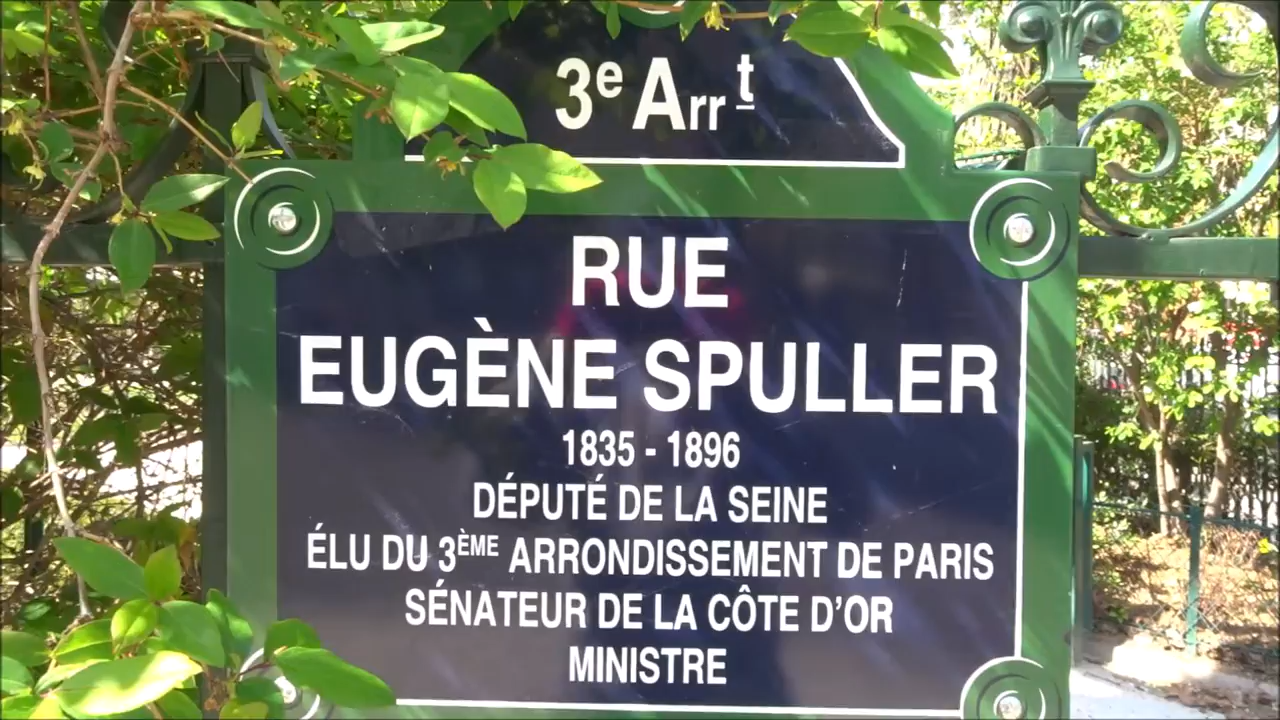 3e Arrt
RUE
EUGÈNE SPULLER
1835 - 1896
DÉPUTÉ DE LA SEINE
ÉLU DU 3ÈME ARRONDISSEMENT DE PARIS
SÉNATEUR DE LA CÔTE D'OR
MINISTRE